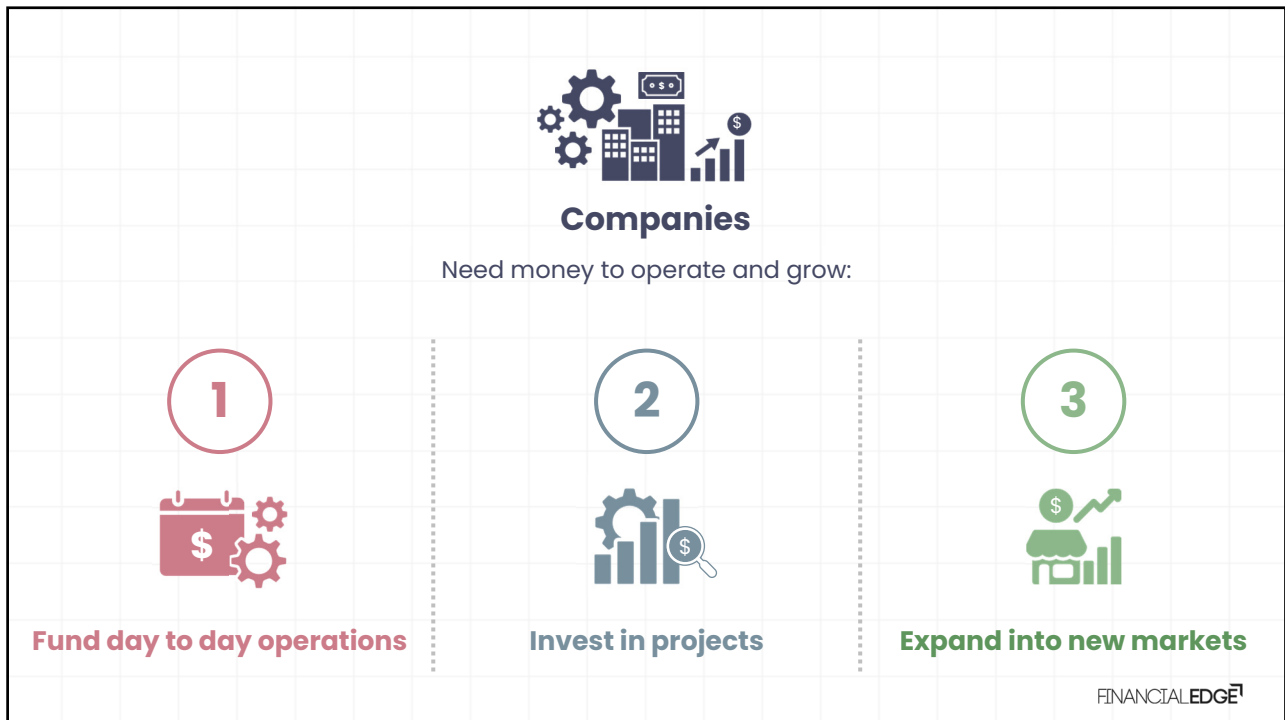 $
$
Companies
Need money to operate and grow:
1
2
3
$
$
$
Fund day to day operations
Invest in projects
Expand into new markets
FINANCIALEDGE